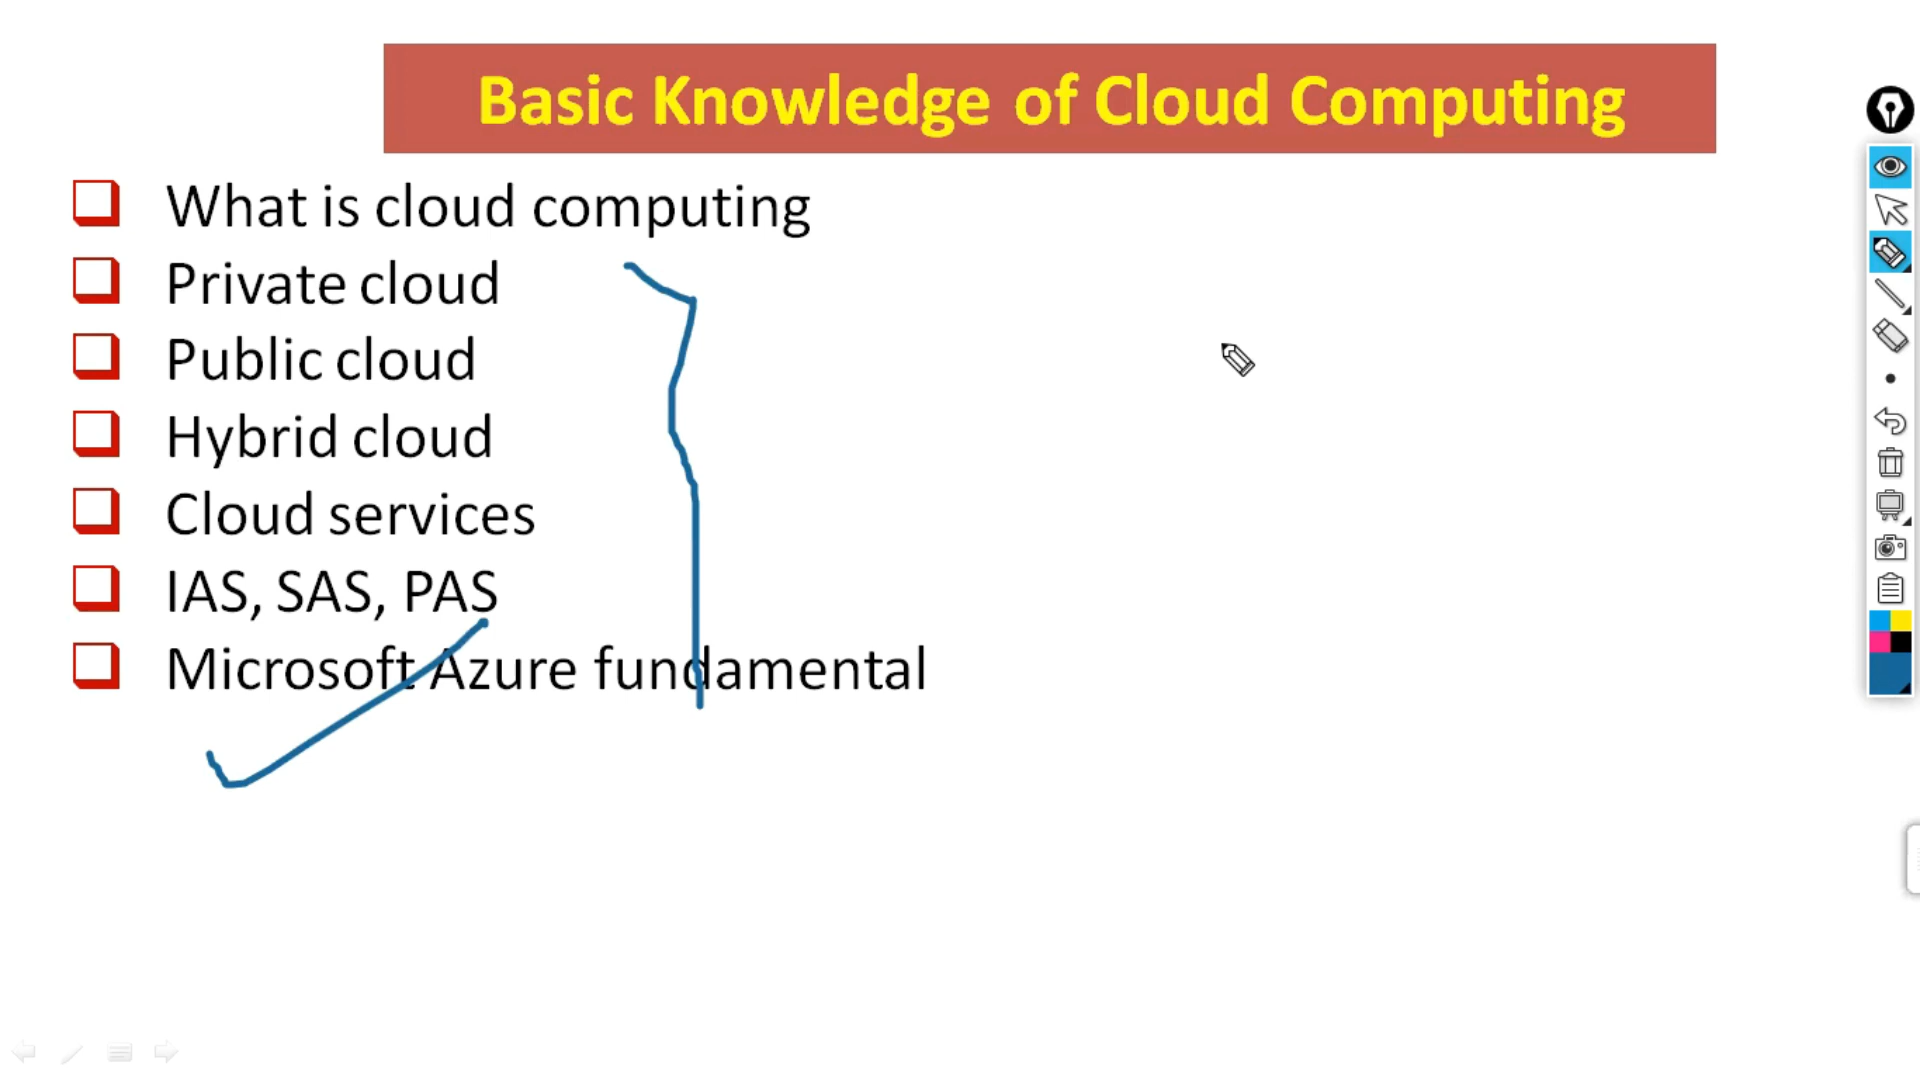 Basic Knowledge of Cloud Computing
What is cloud computing
Private cloud
Public cloud
Hybrid cloud
Cloud services
IAS, SAS, PAS
Microsoft Azure fundamental